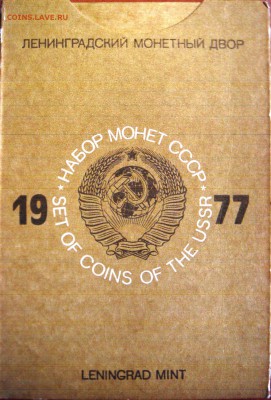 COINS.LAVE.RU
ЛЕНИНГРАДСКИЙ МОНЕТНЫЙ ДВОР
* НАБОР МОНЕТ СССР *
19 77
SET OF COINS OF THE USSR
LENINGRAD MINT